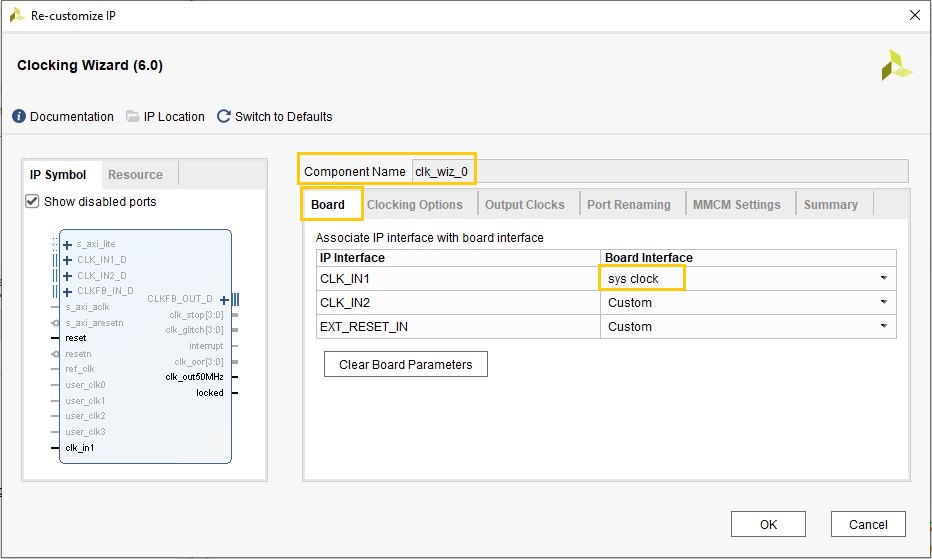 Re-customize IP
Clocking Wizard (6.0)
Documentation IP Location Switch to Defaults
IP Symbol Resource
Show disabled ports
s_axi_lite
CLK_IN1_D
CLK_IN2_D
CLKFB_IN_D
s_axi_aclk
s_axi_aresetn
reset
resetn
ref_clk
user_clk0
user_clk1
user_clk2
user_clk3
clk_in1
CLKFB_OUT_D
clk_stop[3:0]
clk_glitch[3:0]
interrupt
clk_oor[3:0]
clk_out50MHz
locked
Component Name clk_wiz_0
Board Clocking Options Output Clocks Port Renaming MMCM Settings Summary
Associate IP interface with board interface
IP Interface Board Interface
CLK_IN1 sys clock
CLK_IN2 Custom
EXT_RESET_IN Custom
Clear Board Parameters
OK Cancel